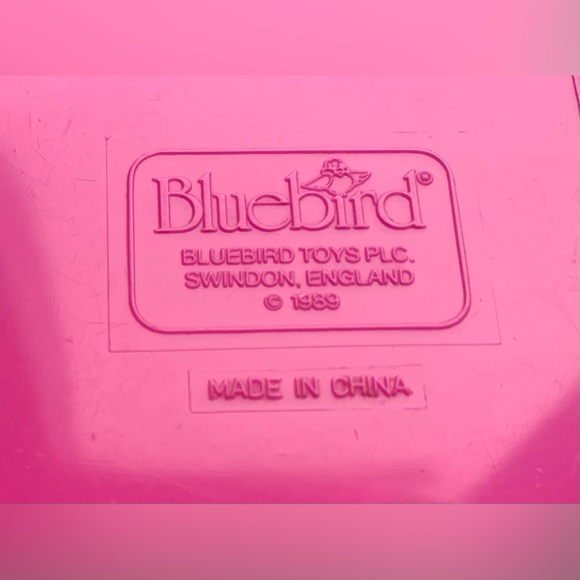 Bluebird®
BLUEBIRD TOYS PLC.
SWINDON, ENGLAND
© 1989
MADE IN CHINA